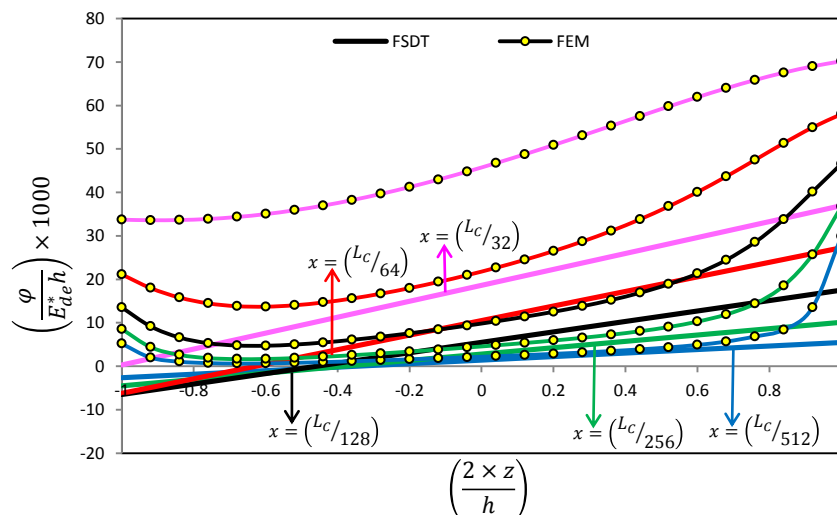 80
FSDT FEM
70
60
50
40
30
20
10
0
-10
-20
(φ / E*de h) × 1000
x = (LC/64)
x = (LC/32)
-0.8 -0.6 -0.4 -0.2 0 0.2 0.4 0.6 0.8
x = (LC/128)
x = (LC/256)
x = (LC/512)
(2 × z / h)